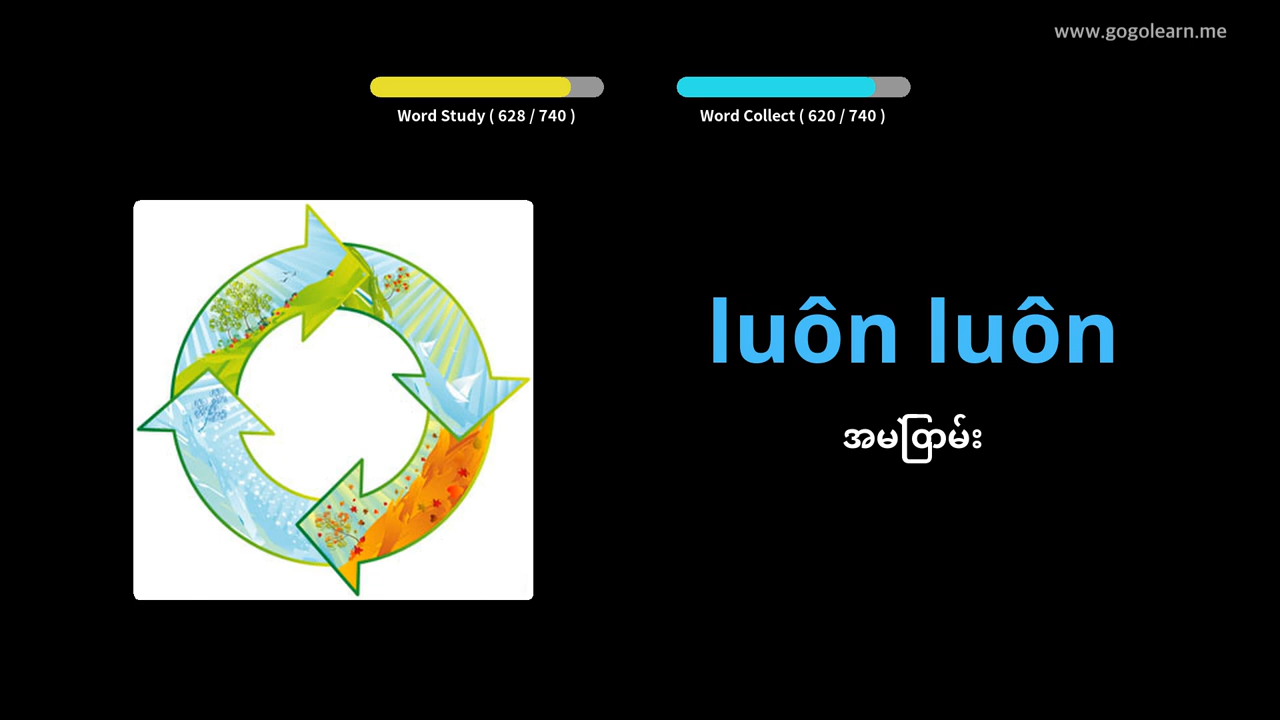 www.gogolearn.me
Word Study ( 628 / 740 )
Word Collect ( 620 / 740 )
luôn luôn
အမြဲတမ်း